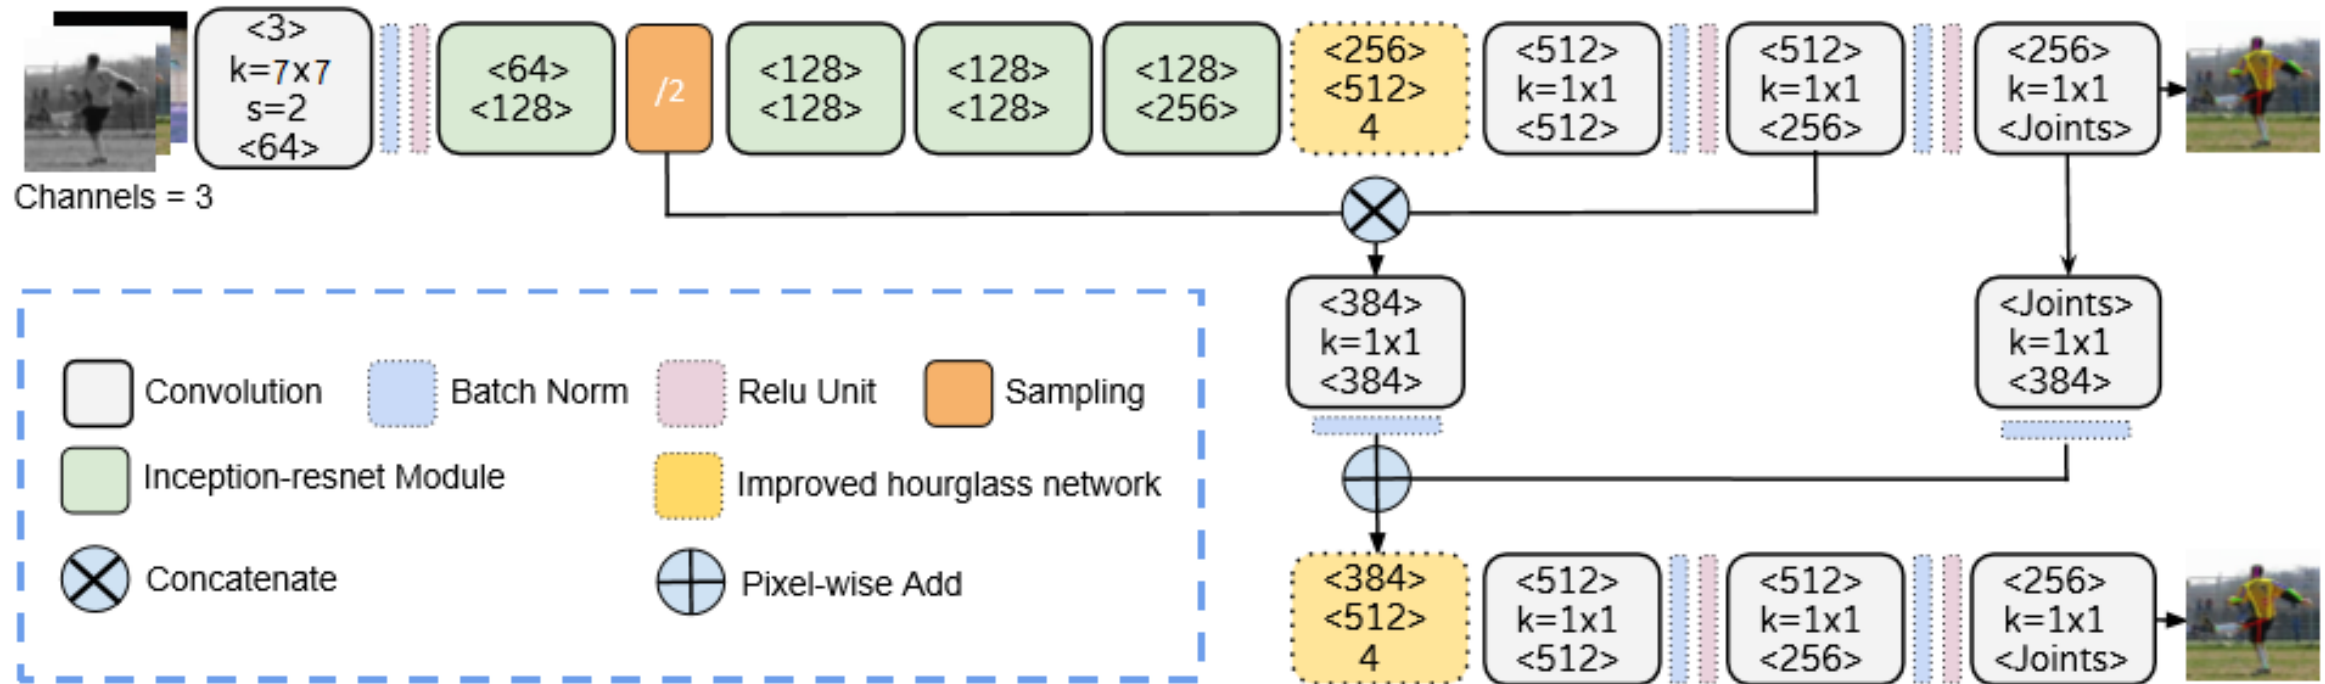 <3>
k=7x7
s=2
<64>
<64>
<128>
/2
<128>
<128>
<128>
<128>
<128>
<256>
<256>
<512>
4
<512>
k=1x1
<512>
<512>
k=1x1
<256>
<256>
k=1x1
<Joints>
Channels = 3
<384>
k=1x1
<384>
<Joints>
k=1x1
<384>
Convolution
Batch Norm
Relu Unit
Sampling
Inception-resnet Module
Improved hourglass network
Concatenate
Pixel-wise Add
<384>
<512>
4
<512>
k=1x1
<512>
<512>
k=1x1
<256>
<256>
k=1x1
<Joints>